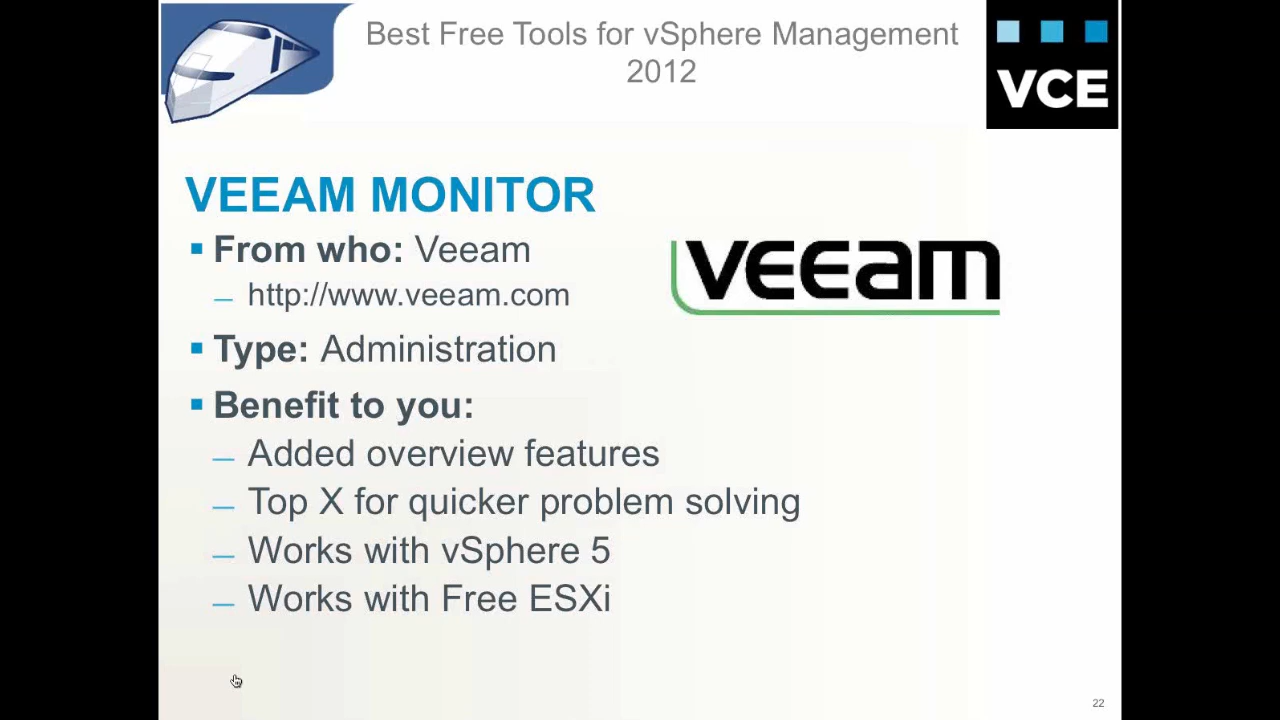 Best Free Tools for vSphere Management
2012
VCE
VEEAM MONITOR
From who: Veeam
http://www.veeam.com
veeam
Type: Administration
Benefit to you:
Added overview features
Top X for quicker problem solving
Works with vSphere 5
Works with Free ESXi
22